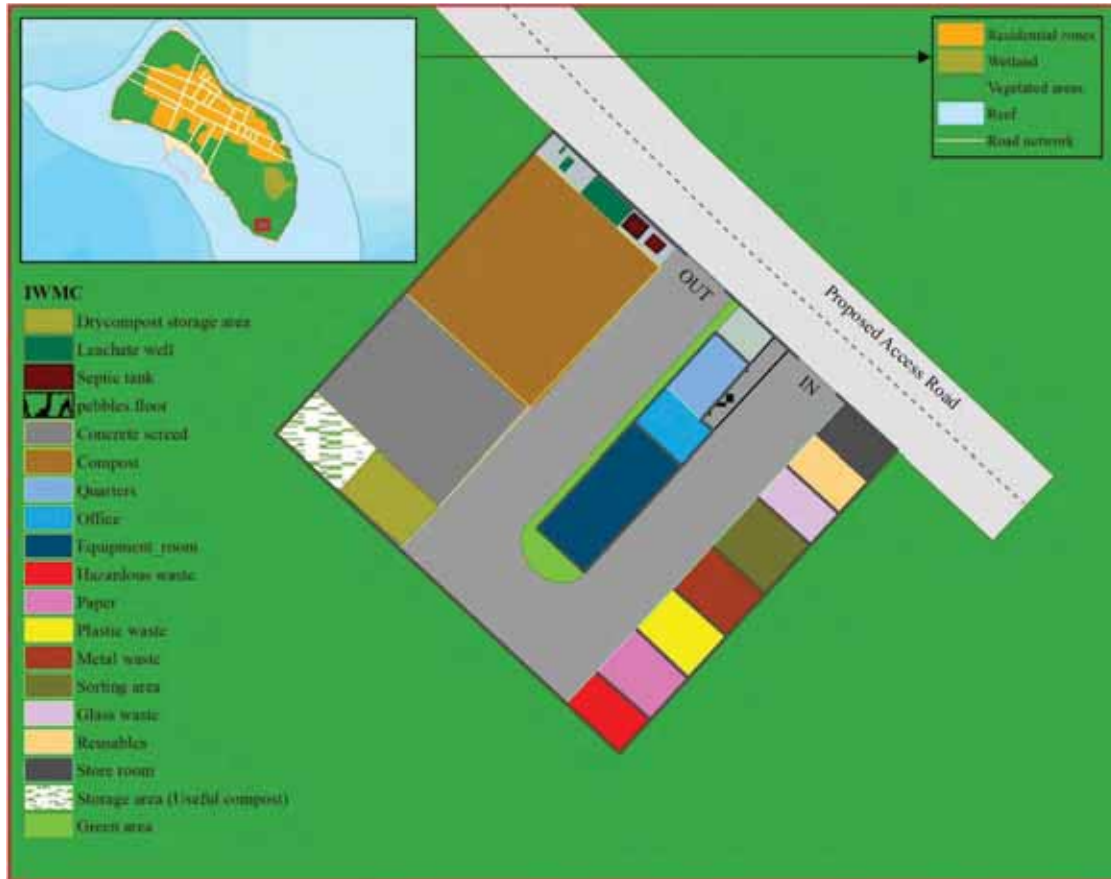 Residential zones
Wetland
Vegetated areas
Reef
Road network
OUT
IN
Proposed Access Road
IWMC
Drycompost storage area
Leachate well
Septic tank
pebbles floor
Concrete screed
Compost
Quarters
Office
Equipment_room
Hazardous waste
Paper
Plastic waste
Metal waste
Sorting area
Glass waste
Reusables
Store room
Storage area (Useful compost)
Green area